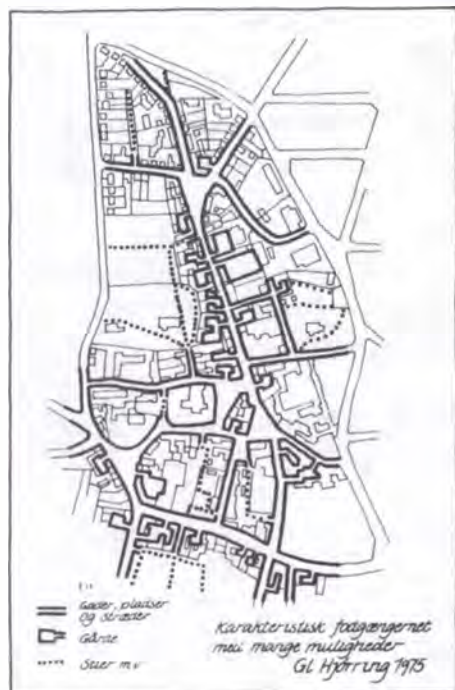 Gader, pladser
og stræder
Gårde
Stier m.v
Karakteristisk fodgængernet
med mange muligheder
Gl Hjørring 1975